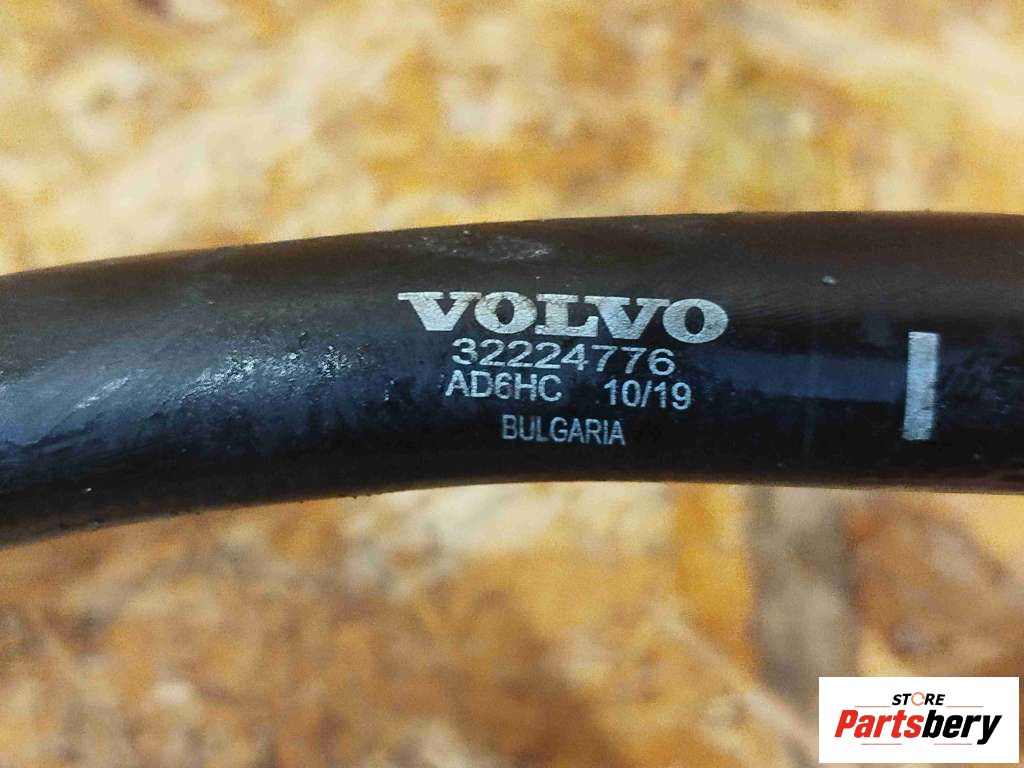 VOLVO
32224776
AD6HC 10/19
BULGARIA
STORE
Partsbery